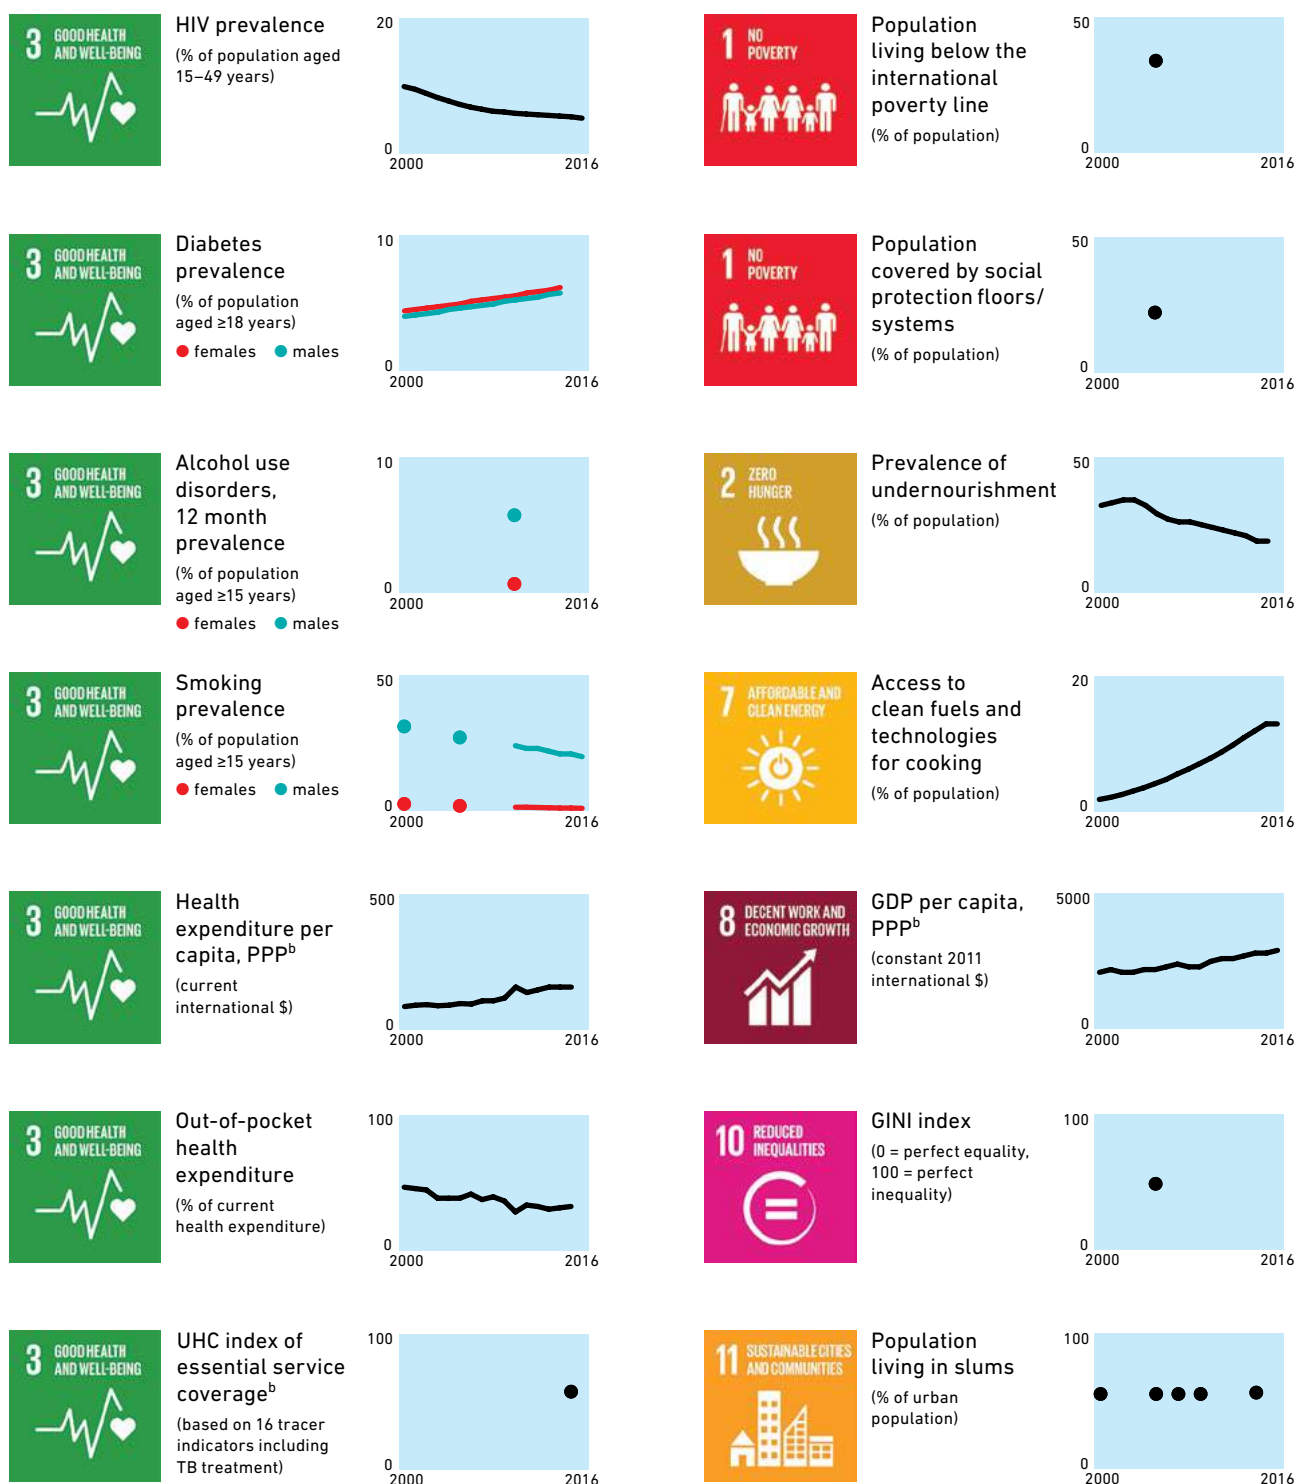 3 GOOD HEALTH
AND WELL-BEING
HIV prevalence
(% of population aged
15–49 years)
20
0
2000 2016
1 NO
POVERTY
Population
living below the
international
poverty line
(% of population)
50
0
2000 2016
3 GOOD HEALTH
AND WELL-BEING
Diabetes
prevalence
(% of population
aged ≥18 years)
females males
10
0
2000 2016
1 NO
POVERTY
Population
covered by social
protection floors/
systems
(% of population)
50
0
2000 2016
3 GOOD HEALTH
AND WELL-BEING
Alcohol use
disorders,
12 month
prevalence
(% of population
aged ≥15 years)
females males
10
0
2000 2016
2 ZERO
HUNGER
Prevalence of
undernourishment
(% of population)
50
0
2000 2016
3 GOOD HEALTH
AND WELL-BEING
Smoking
prevalence
(% of population
aged ≥15 years)
females males
50
0
2000 2016
7 AFFORDABLE AND
CLEAN ENERGY
Access to
clean fuels and
technologies
for cooking
(% of population)
20
0
2000 2016
3 GOOD HEALTH
AND WELL-BEING
Health
expenditure per
capita, PPPᵇ
(current
international $)
500
0
2000 2016
8 DECENT WORK AND
ECONOMIC GROWTH
GDP per capita,
PPPᵇ
(constant 2011
international $)
5000
0
2000 2016
3 GOOD HEALTH
AND WELL-BEING
Out-of-pocket
health
expenditure
(% of current
health expenditure)
100
0
2000 2016
10 REDUCED
INEQUALITIES
GINI index
(0 = perfect equality,
100 = perfect
inequality)
100
0
2000 2016
3 GOOD HEALTH
AND WELL-BEING
UHC index of
essential service
coverageᵇ
(based on 16 tracer
indicators including
TB treatment)
100
0
2000 2016
11 SUSTAINABLE CITIES
AND COMMUNITIES
Population
living in slums
(% of urban
population)
100
0
2000 2016